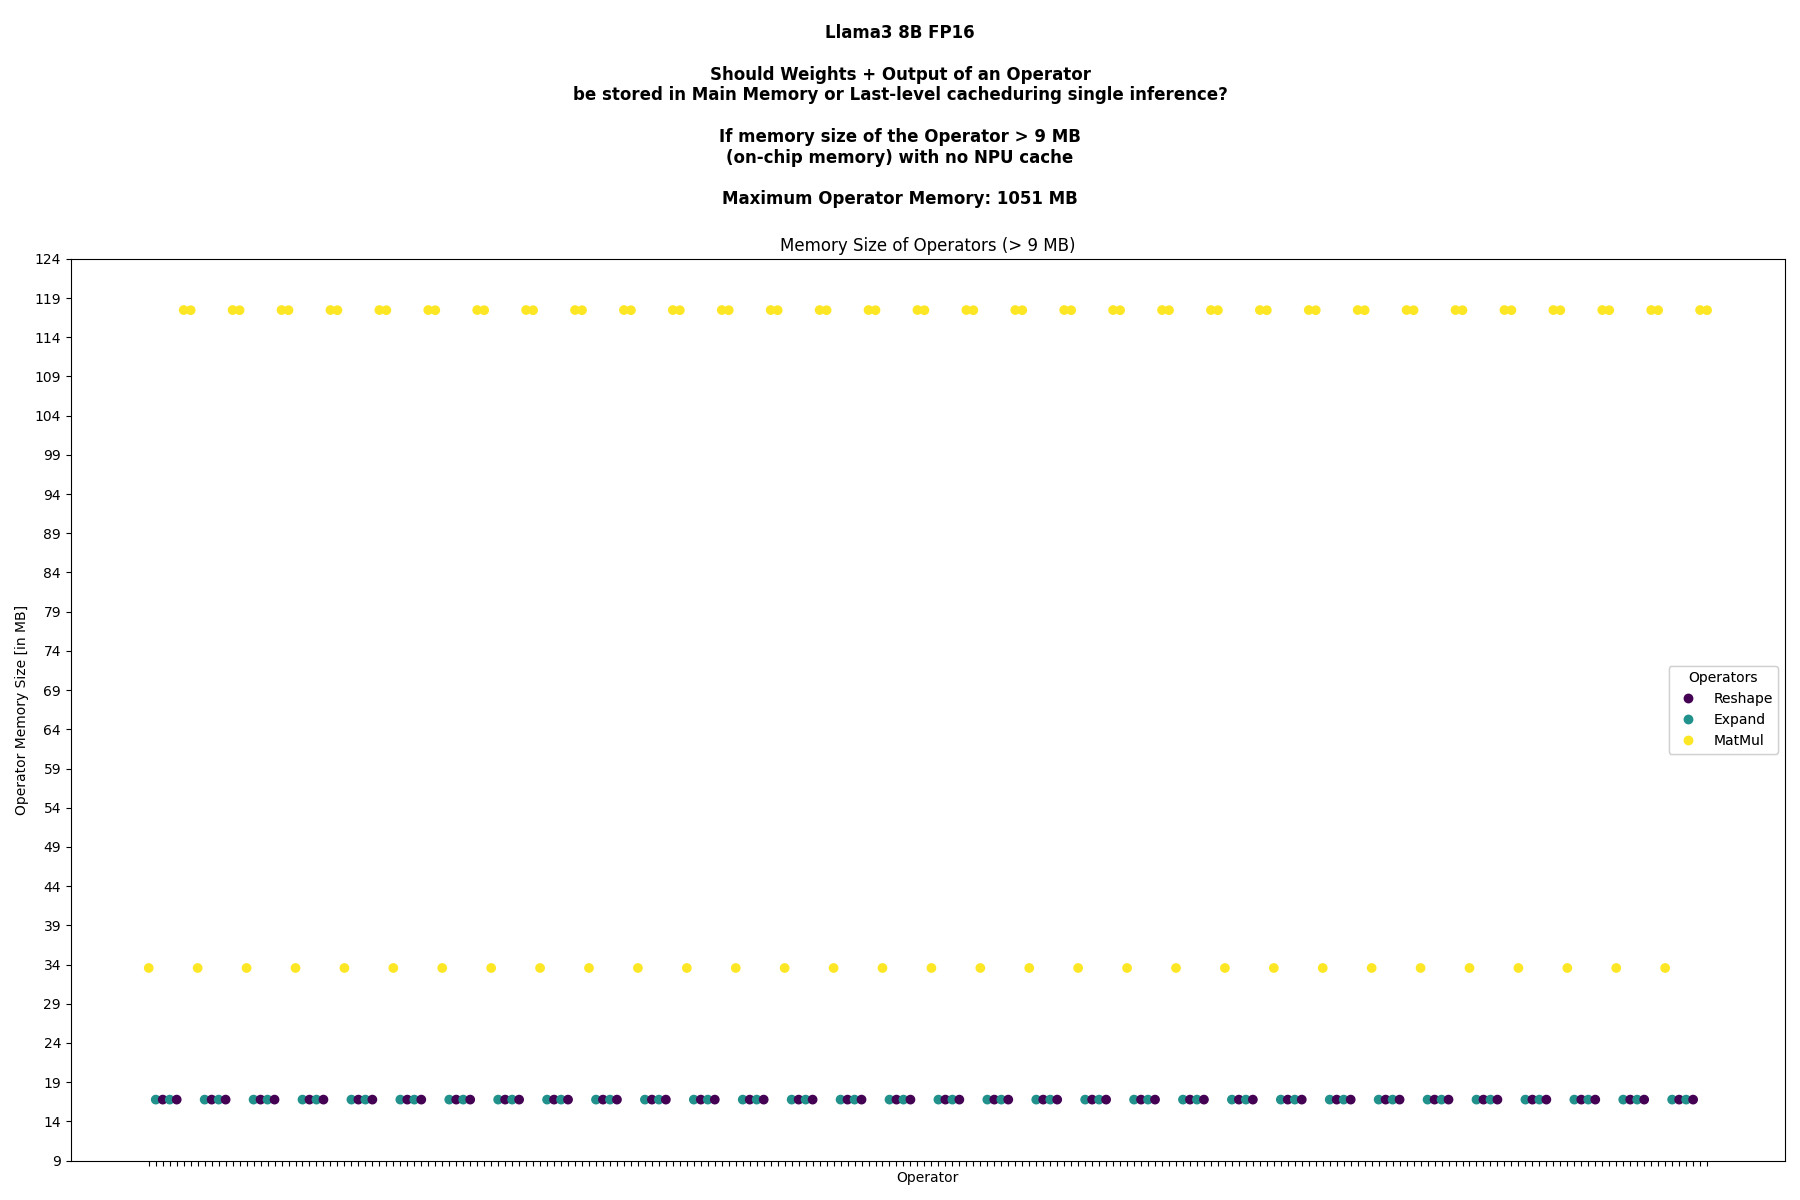 Llama3 8B FP16
Should Weights + Output of an Operator
be stored in Main Memory or Last-level cacheduring single inference?
If memory size of the Operator > 9 MB
(on-chip memory) with no NPU cache
Maximum Operator Memory: 1051 MB
Memory Size of Operators (> 9 MB)
Operator Memory Size [in MB]
124
119
114
109
104
99
94
89
84
79
74
69
64
59
54
49
44
39
34
29
24
19
14
9
Operators
Reshape
Expand
MatMul
Operator